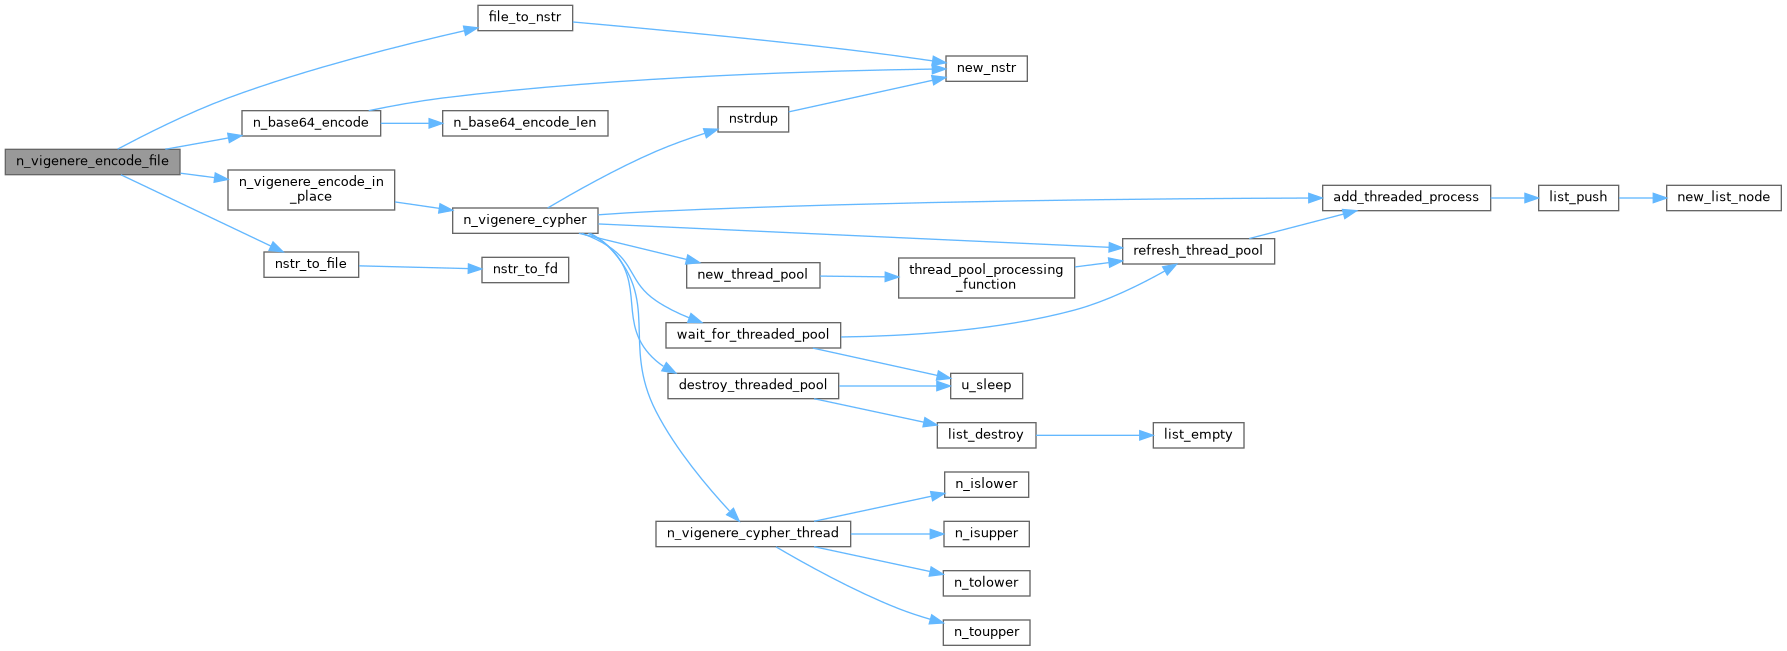 file_to_nstr
new_nstr
n_base64_encode
n_base64_encode_len
nstrdup
n_vigenere_encode_file
n_vigenere_encode_in
_place
n_vigenere_cypher
add_threaded_process
list_push
new_list_node
nstr_to_file
nstr_to_fd
new_thread_pool
thread_pool_processing
_function
refresh_thread_pool
wait_for_threaded_pool
destroy_threaded_pool
u_sleep
list_destroy
list_empty
n_vigenere_cypher_thread
n_islower
n_isupper
n_tolower
n_toupper